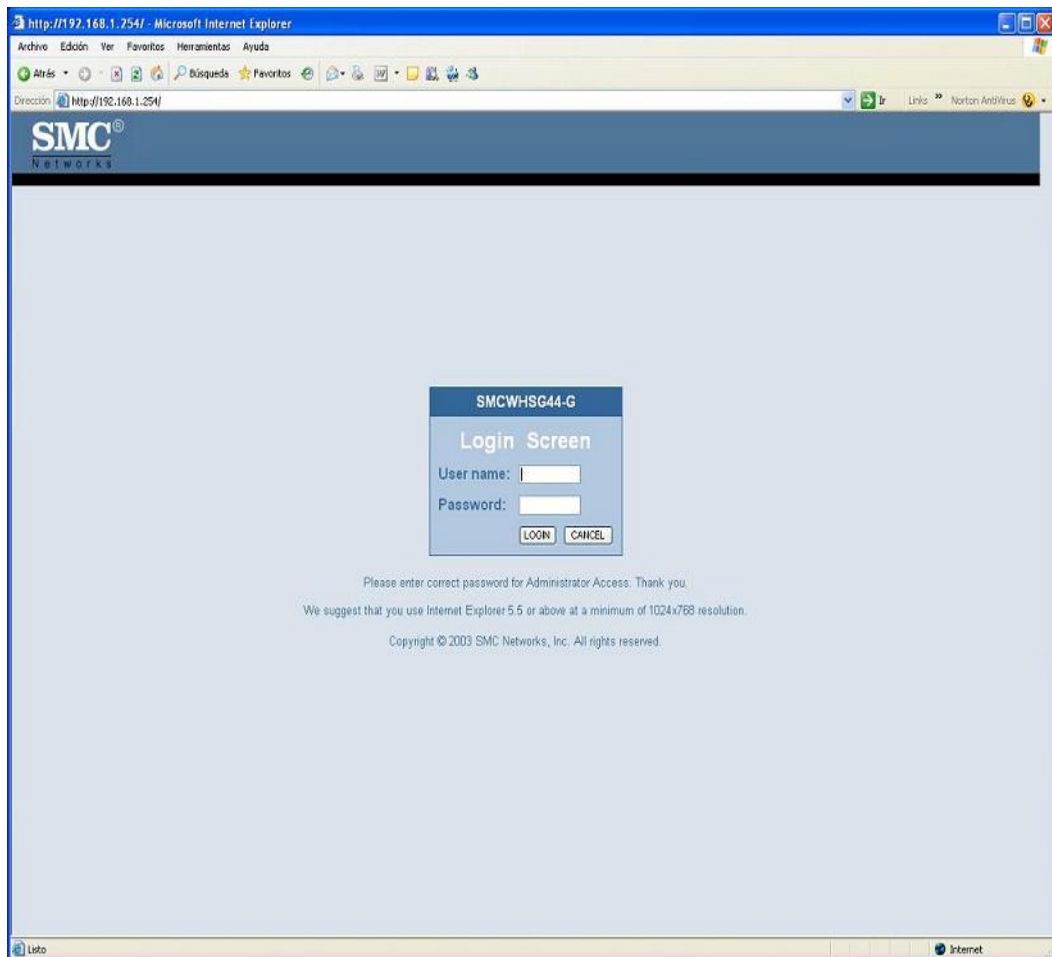 http://192.168.1.254/ - Microsoft Internet Explorer
Archivo Edición Ver Favoritos Herramientas Ayuda
Atrás Búsqueda Favoritos
Dirección http://192.168.1.254/ Ir Links » Norton AntiVirus
SMC®
Networks
SMCWHSG44-G
Login Screen
User name:
Password:
LOGIN CANCEL
Please enter correct password for Administrator Access. Thank you.
We suggest that you use Internet Explorer 5.5 or above at a minimum of 1024x768 resolution.
Copyright © 2003 SMC Networks, Inc. All rights reserved.
Listo Internet